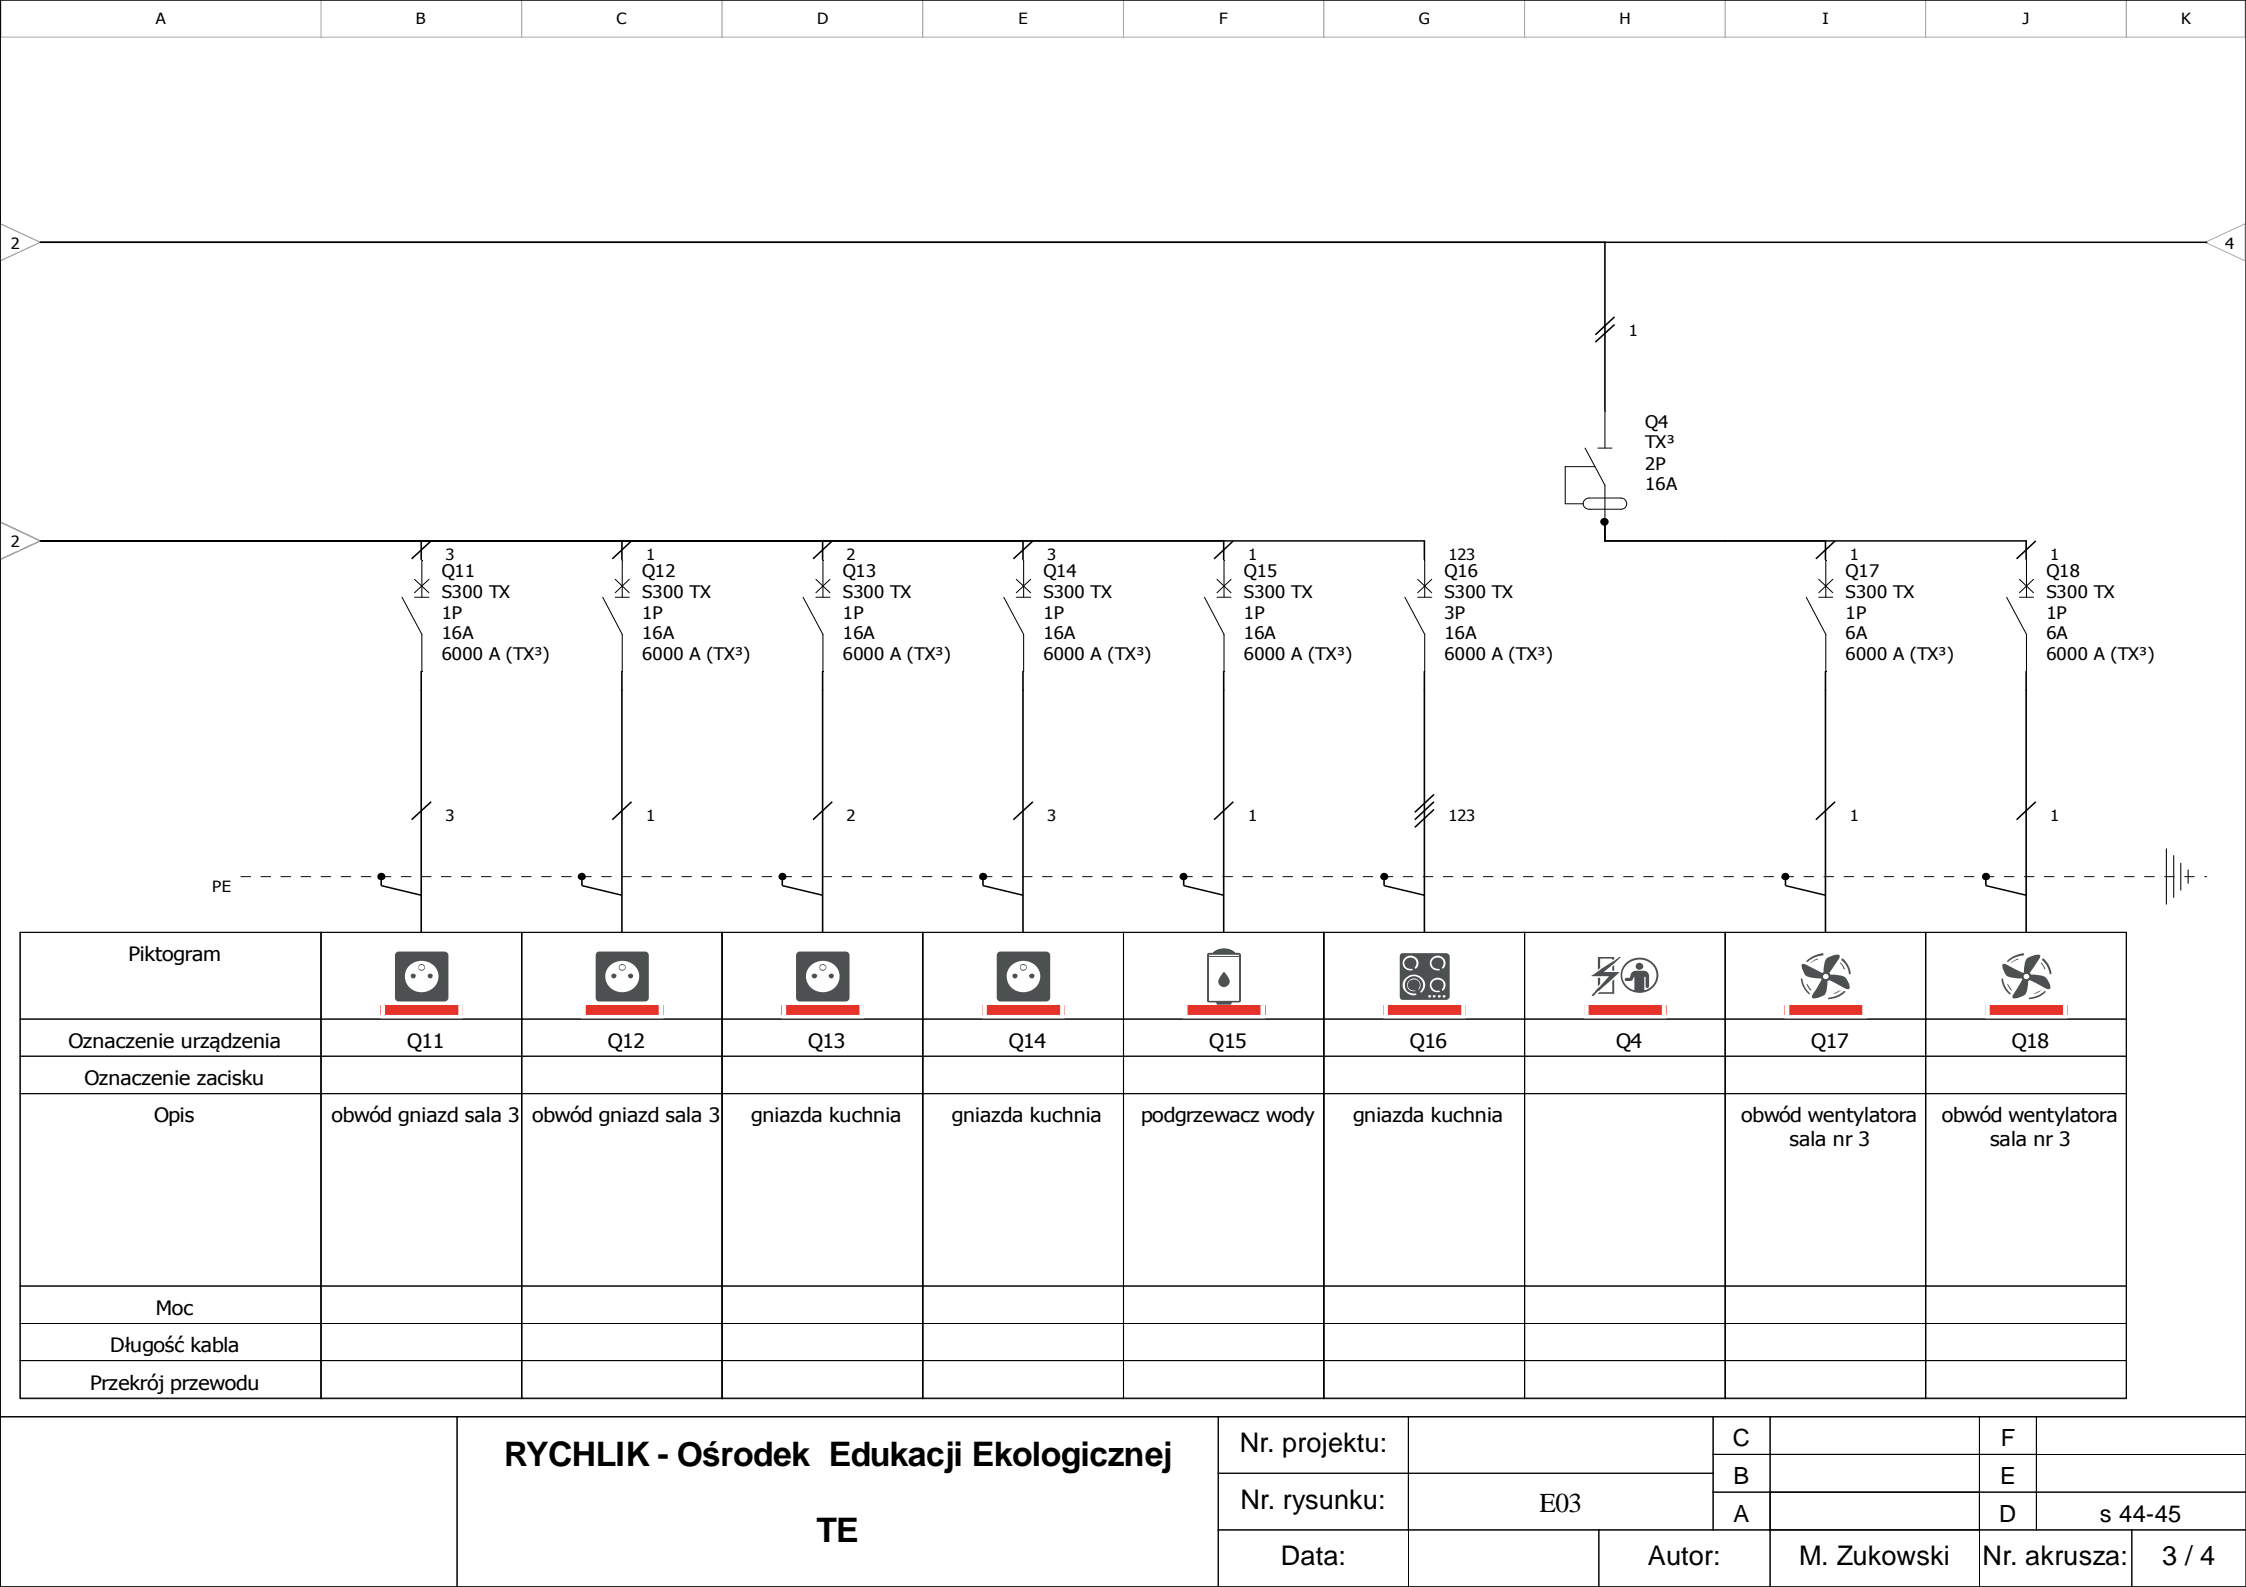 A B C D E F G H I J K
2 4
1
Q4
TX³
2P
16A
2
3 1 2 3 1 123 1 1
Q11 Q12 Q13 Q14 Q15 Q16 Q17 Q18
S300 TX S300 TX S300 TX S300 TX S300 TX S300 TX S300 TX S300 TX
1P 1P 1P 1P 1P 3P 1P 1P
16A 16A 16A 16A 16A 16A 6A 6A
6000 A (TX³) 6000 A (TX³) 6000 A (TX³) 6000 A (TX³) 6000 A (TX³) 6000 A (TX³) 6000 A (TX³) 6000 A (TX³)
3 1 2 3 1 123 1 1
PE
Piktogram
Oznaczenie urządzenia Q11 Q12 Q13 Q14 Q15 Q16 Q4 Q17 Q18
Oznaczenie zacisku
Opis obwód gniazd sala 3 obwód gniazd sala 3 gniazda kuchnia gniazda kuchnia podgrzewacz wody gniazda kuchnia obwód wentylatora obwód wentylatora
sala nr 3 sala nr 3
Moc
Długość kabla
Przekrój przewodu
RYCHLIK - Ośrodek Edukacji Ekologicznej
TE
Nr. projektu: C F
B E
Nr. rysunku: E03 A D s 44-45
Data: Autor: M. Zukowski Nr. akrusza: 3 / 4